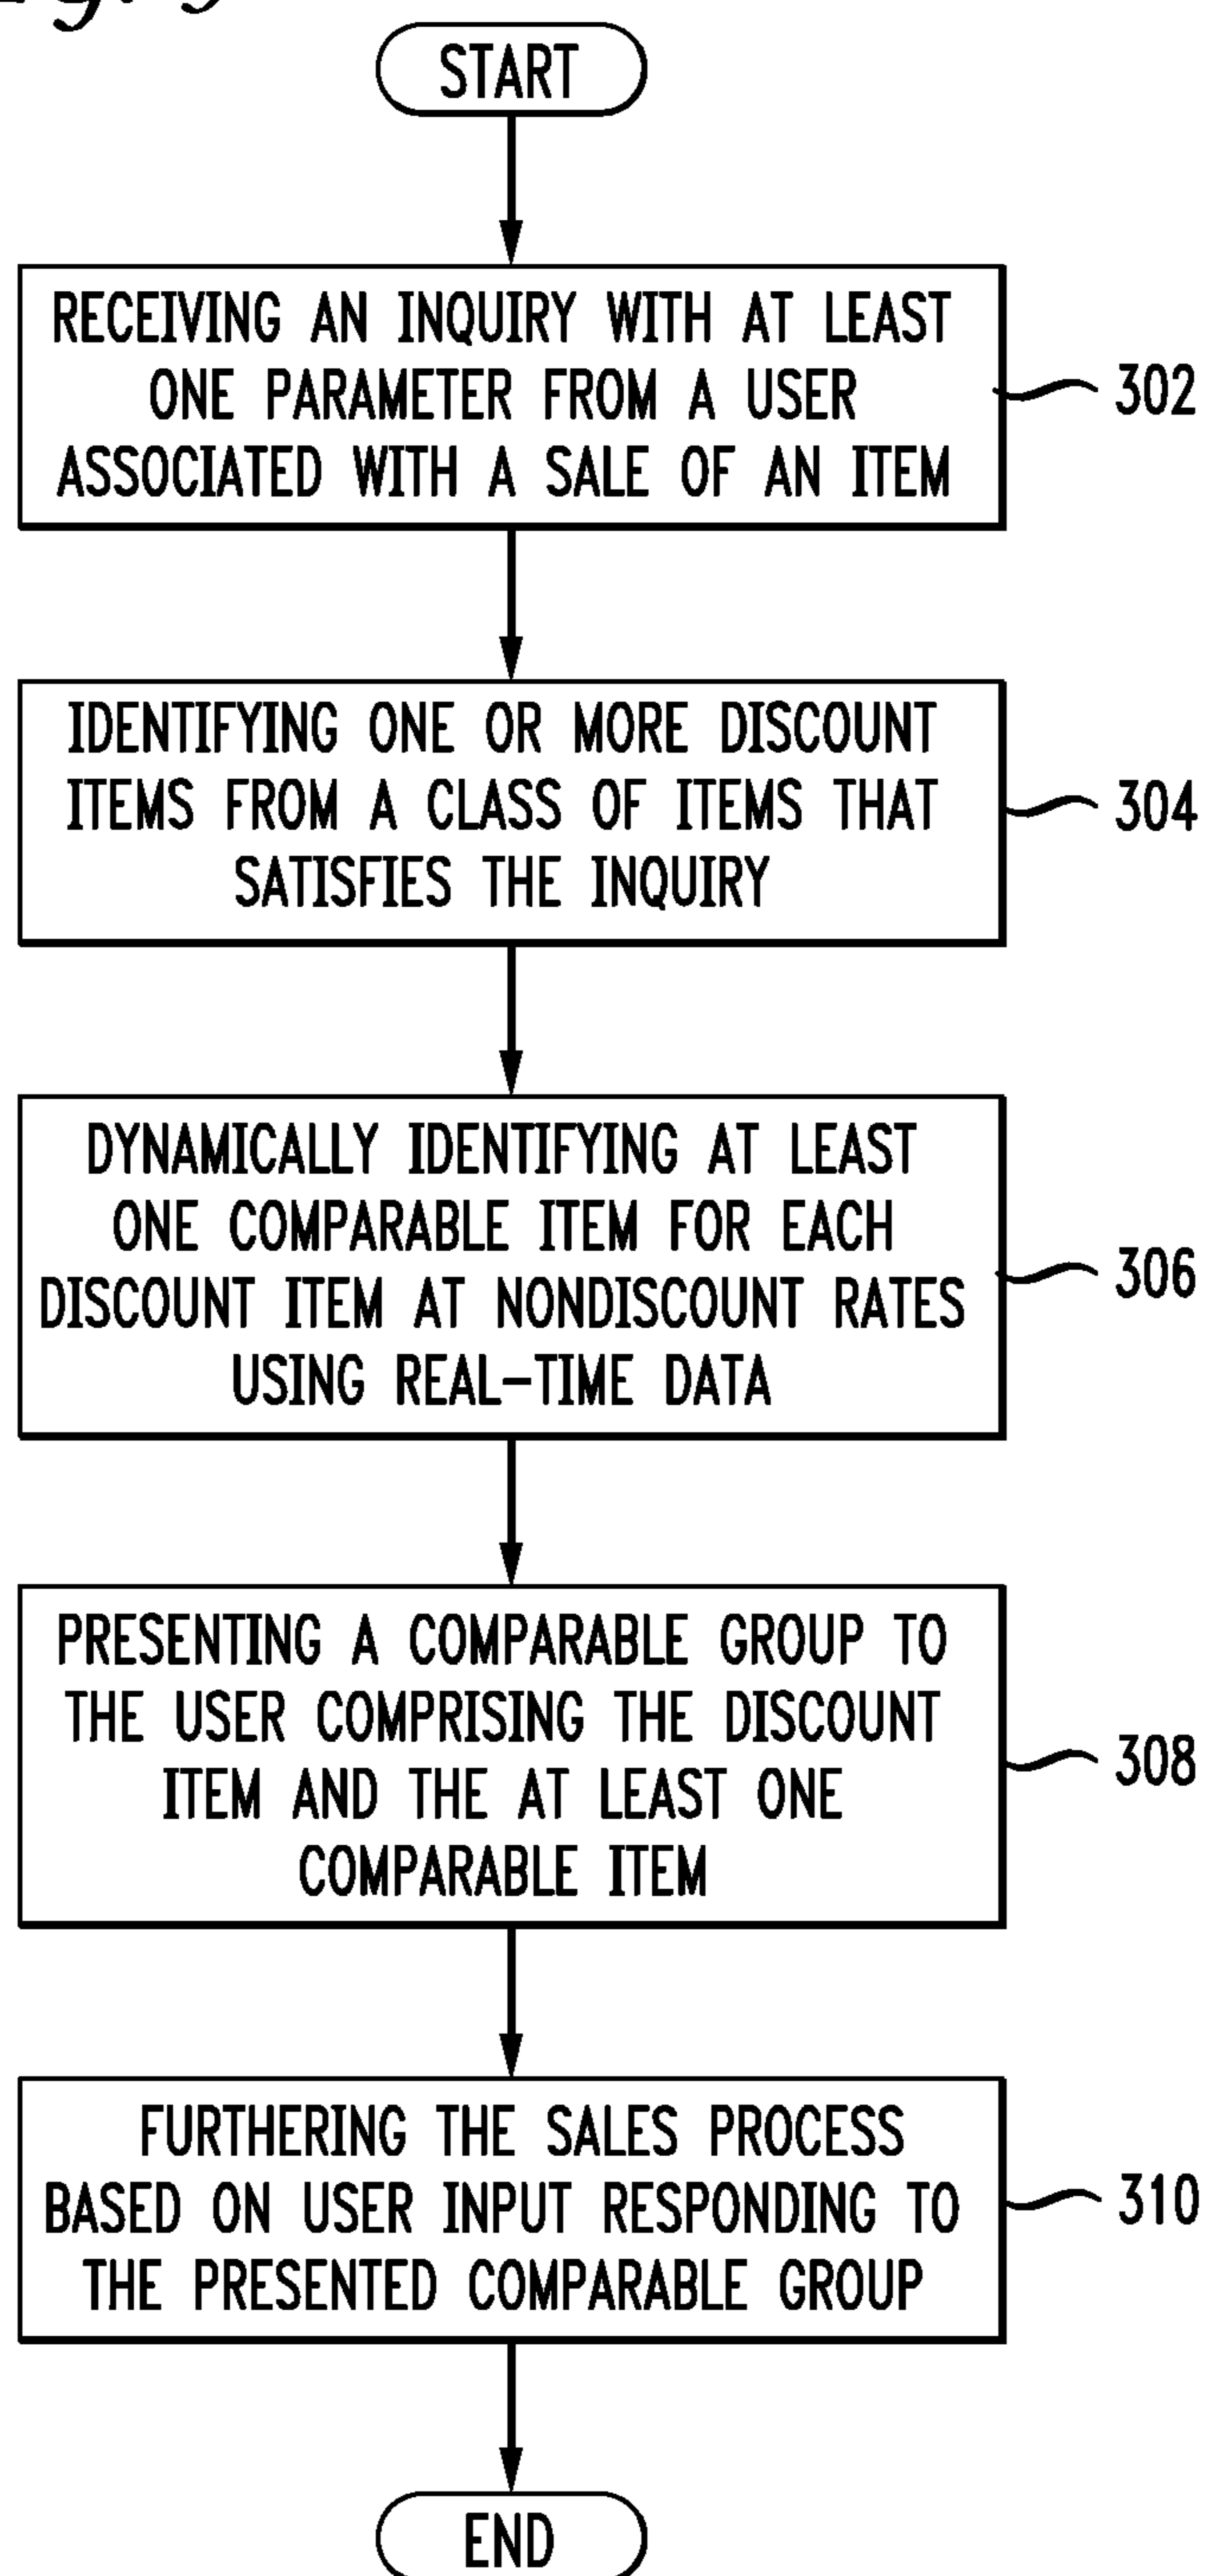 START
RECEIVING AN INQUIRY WITH AT LEAST
ONE PARAMETER FROM A USER
ASSOCIATED WITH A SALE OF AN ITEM
302
IDENTIFYING ONE OR MORE DISCOUNT
ITEMS FROM A CLASS OF ITEMS THAT
SATISFIES THE INQUIRY
304
DYNAMICALLY IDENTIFYING AT LEAST
ONE COMPARABLE ITEM FOR EACH
DISCOUNT ITEM AT NONDISCOUNT RATES
USING REAL-TIME DATA
306
PRESENTING A COMPARABLE GROUP TO
THE USER COMPRISING THE DISCOUNT
ITEM AND THE AT LEAST ONE
COMPARABLE ITEM
308
FURTHERING THE SALES PROCESS
BASED ON USER INPUT RESPONDING TO
THE PRESENTED COMPARABLE GROUP
310
END